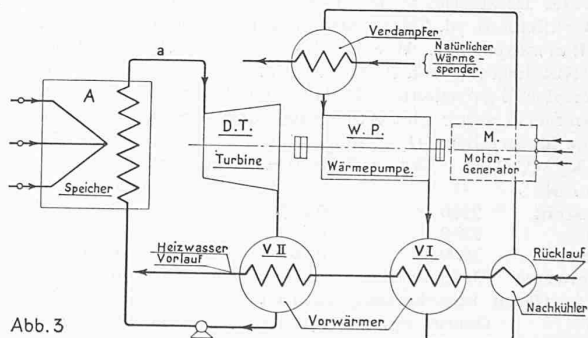 Verdampfer
Natürlicher
Wärme-
spender.
a
A
Speicher
D.T.
Turbine
W.P.
Wärmepumpe.
M.
Motor-
Generator
Heizwasser
Vorlauf
V II
V I
Rücklauf
Nachkühler
Vorwärmer
Abb. 3